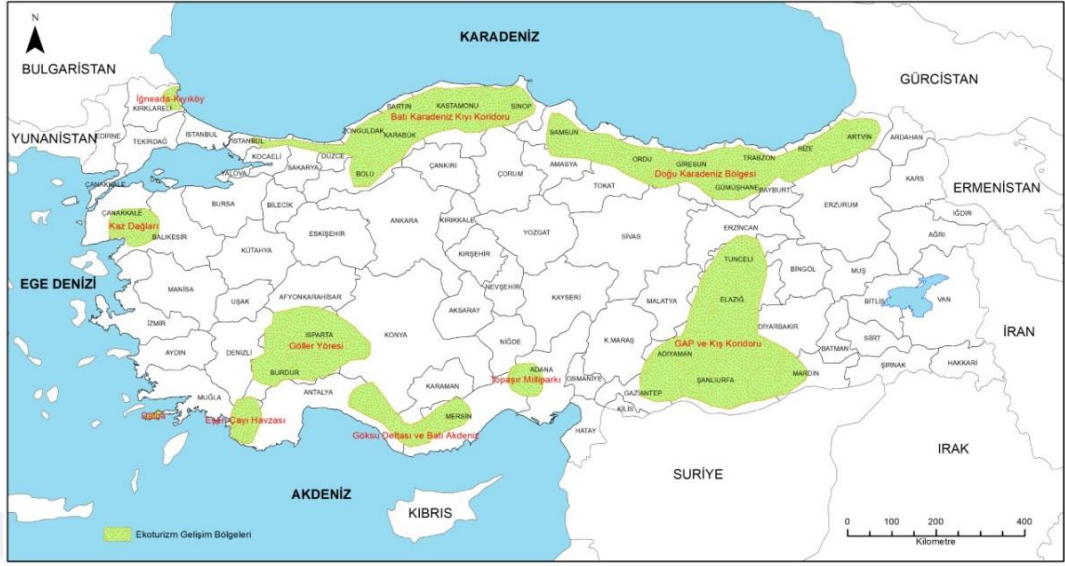 N
KARADENİZ
BULGARİSTAN
GÜRCİSTAN
İğneada-Kıyıköy
KIRKLARELİ
BARTIN
KASTAMONU
SİNOP
Batı Karadeniz Kıyı Koridoru
YUNANİSTAN
EDİRNE
TEKİRDAĞ
İSTANBUL
İSTANBUL
ZONGULDAK
KARABÜK
SAMSUN
ARTVİN
ARDAHAN
KOCAELİ
DÜZCE
SAKARYA
YALOVA
BOLU
ÇANKIRI
ÇORUM
AMASYA
ORDU
GİRESUN
TRABZON
RİZE
KARS
Doğu Karadeniz Bölgesi
TOKAT
GÜMÜŞHANE
BAYBURT
ERMENİSTAN
ÇANAKKALE
BURSA
BİLECİK
ERZURUM
IĞDIR
ÇANAKKALE
Kaz Dağları
BALIKESİR
ESKİŞEHİR
ANKARA
KIRIKKALE
YOZGAT
SİVAS
ERZİNCAN
AĞRI
KÜTAHYA
KIRŞEHİR
TUNCELİ
BİNGÖL
MUŞ
EGE DENİZİ
MANİSA
UŞAK
AFYONKARAHİSAR
NEVŞEHİR
KAYSERİ
MALATYA
ELAZIĞ
BİTLİS
VAN
AKSARAY
İZMİR
ISPARTA
KONYA
DİYARBAKIR
İRAN
Göller Yöresi
NİĞDE
K.MARAŞ
GAP ve Kış Koridoru
BATMAN
SİİRT
AYDIN
DENİZLİ
ADIYAMAN
ŞIRNAK
HAKKARİ
BURDUR
ADANA
MARDİN
Topaşır Milliparkı
OSMANİYE
ŞANLIURFA
KARAMAN
MUĞLA
ANTALYA
GAZİANTEP
KİLİS
Datça
Eşen Çayı Havzası
MERSİN
Göksu Deltası ve Batı Akdeniz
HATAY
SURİYE
IRAK
AKDENİZ
KIBRIS
Ekoturizm Gelişim Bölgeleri
0 100 200 400
Kilometre